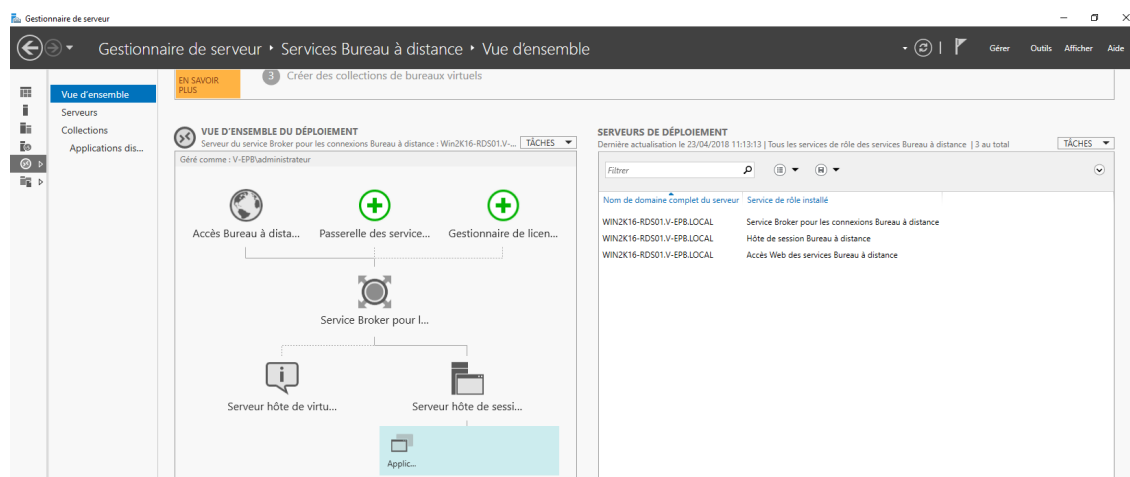 Gestionnaire de serveur
Gestionnaire de serveur ‣ Services Bureau à distance ‣ Vue d'ensemble
Gérer Outils Afficher Aide
Vue d'ensemble
Serveurs
Collections
Applications dis...
EN SAVOIR
PLUS
3 Créer des collections de bureaux virtuels
VUE D'ENSEMBLE DU DÉPLOIEMENT
Serveur du service Broker pour les connexions Bureau à distance : Win2K16-RDS01.V-... TÂCHES
Géré comme : V-EPB\administrateur
Accès Bureau à dista... Passerelle des service... Gestionnaire de licen...
Service Broker pour l...
Serveur hôte de virtu... Serveur hôte de sessi...
Applic...
SERVEURS DE DÉPLOIEMENT
Dernière actualisation le 23/04/2018 11:13:13 | Tous les services de rôle des services Bureau à distance | 3 au total TÂCHES
Filtrer
Nom de domaine complet du serveur Service de rôle installé
WIN2K16-RDS01.V-EPB.LOCAL Service Broker pour les connexions Bureau à distance
WIN2K16-RDS01.V-EPB.LOCAL Hôte de session Bureau à distance
WIN2K16-RDS01.V-EPB.LOCAL Accès Web des services Bureau à distance